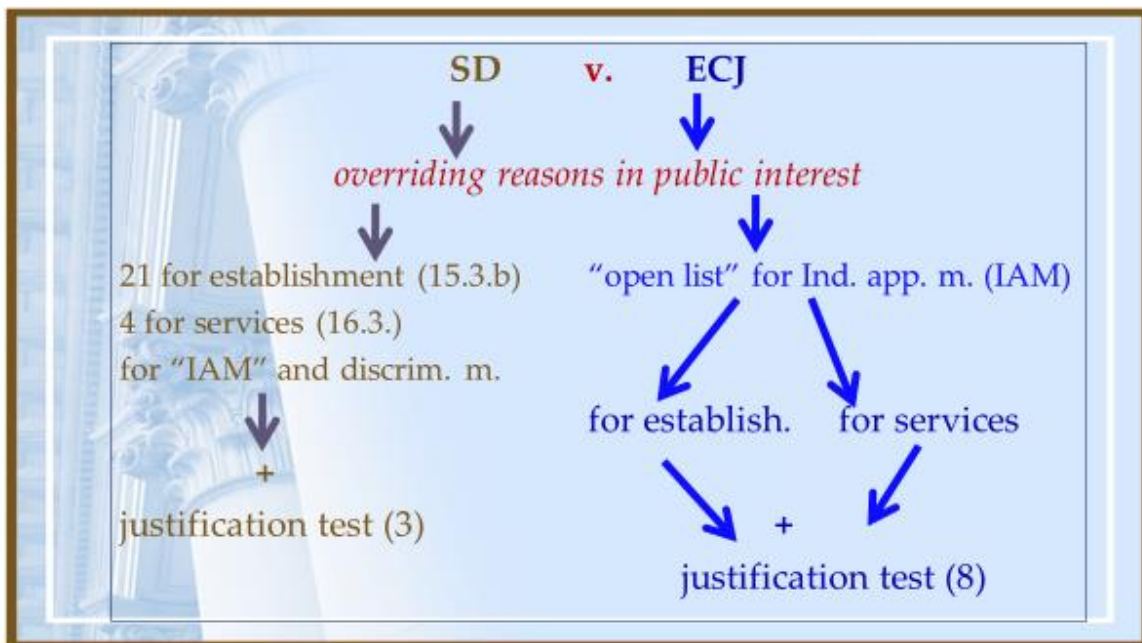 SD v. ECJ
overriding reasons in public interest
21 for establishment (15.3.b)
4 for services (16.3.)
for “IAM” and discrim. m.
+
justification test (3)
“open list” for Ind. app. m. (IAM)
for establish. for services
+
justification test (8)